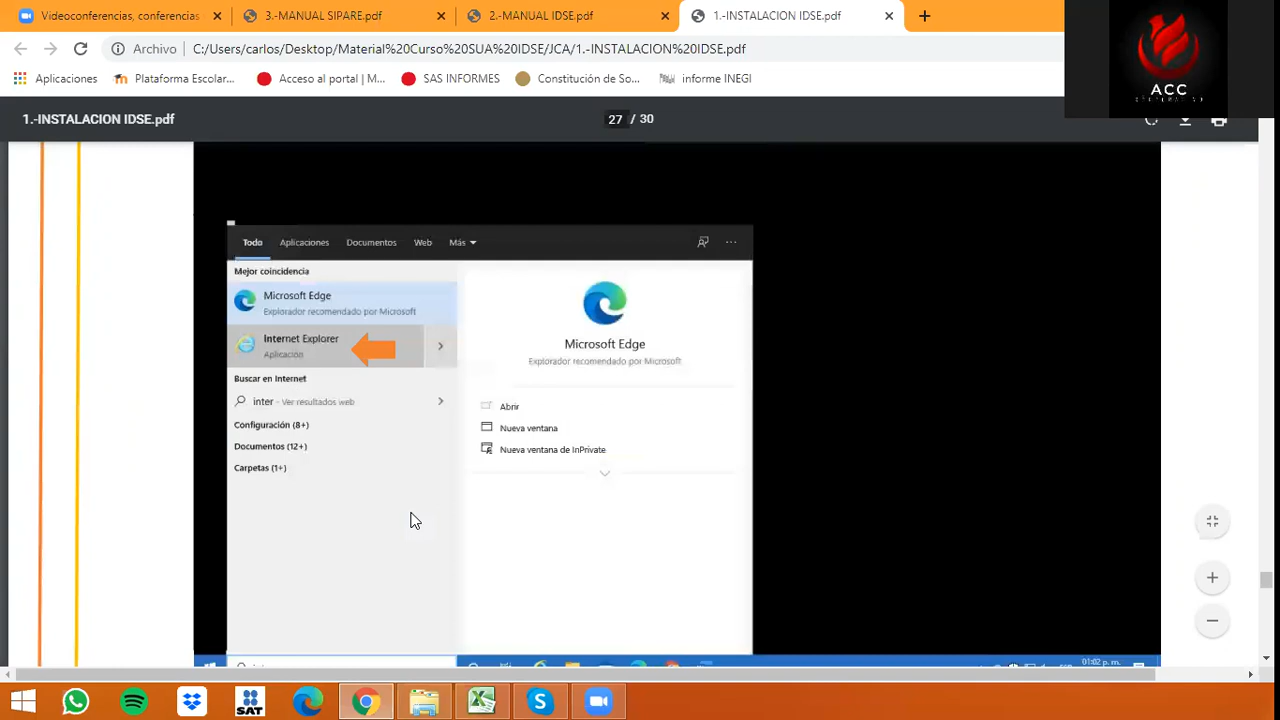 Videoconferencias, conferencias
3.-MANUAL SIPARE.pdf
2.-MANUAL IDSE.pdf
1.-INSTALACION IDSE.pdf
Archivo
C:/Users/carlos/Desktop/Material%20Curso%20SUA%20IDSE/JCA/1.-INSTALACION%20IDSE.pdf
Aplicaciones
Plataforma Escolar...
Acceso al portal | M...
SAS INFORMES
Constitución de So...
informe INEGI
ACC
1.-INSTALACION IDSE.pdf
27 / 30
Todo
Aplicaciones
Documentos
Web
Más
Mejor coincidencia
Microsoft Edge
Explorador recomendado por Microsoft
Internet Explorer
Aplicación
Buscar en Internet
inter - Ver resultados web
Configuración (8+)
Documentos (12+)
Carpetas (1+)
Microsoft Edge
Explorador recomendado por Microsoft
Abrir
Nueva ventana
Nueva ventana de InPrivate
01:02 p. m.
SAT